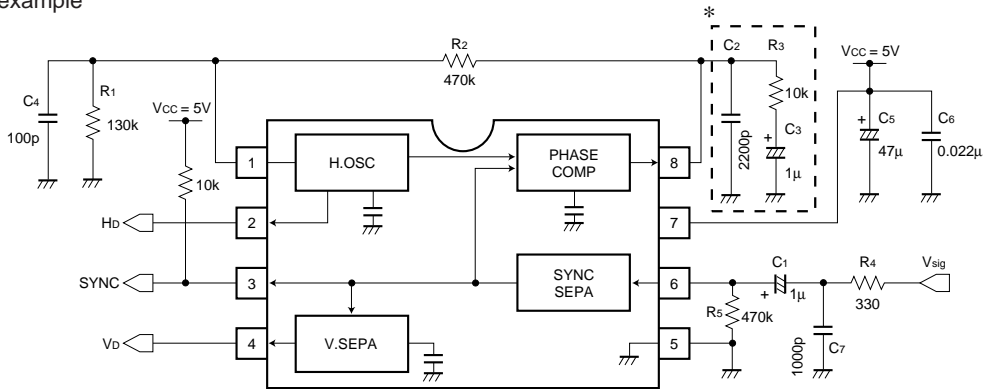 example
*
R2
470k
C2
R3
VCC = 5V
C4
100p
R1
130k
VCC = 5V
10k
2200p
10k
+
C3
1μ
+
C5
47μ
C6
0.022μ
10k
1
H.OSC
PHASE
COMP
8
HD
2
7
SYNC
3
SYNC
SEPA
6
C1
+
1μ
R4
330
Vsig
R5
470k
VD
4
V.SEPA
5
1000p
C7